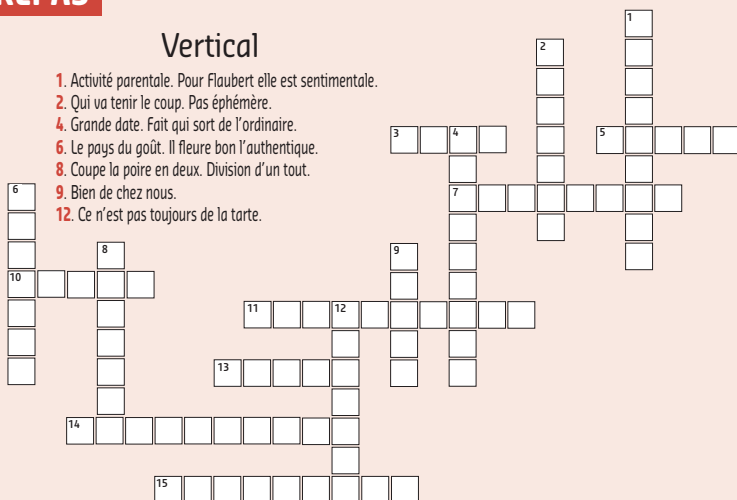 Vertical
1. Activité parentale. Pour Flaubert elle est sentimentale.
2. Qui va tenir le coup. Pas éphémère.
4. Grande date. Fait qui sort de l'ordinaire.
6. Le pays du goût. Il fleure bon l'authentique.
8. Coupe la poire en deux. Division d'un tout.
9. Bien de chez nous.
12. Ce n'est pas toujours de la tarte.
1
2
3 4 5
6 7
8 9
10
11 12
13
14
15